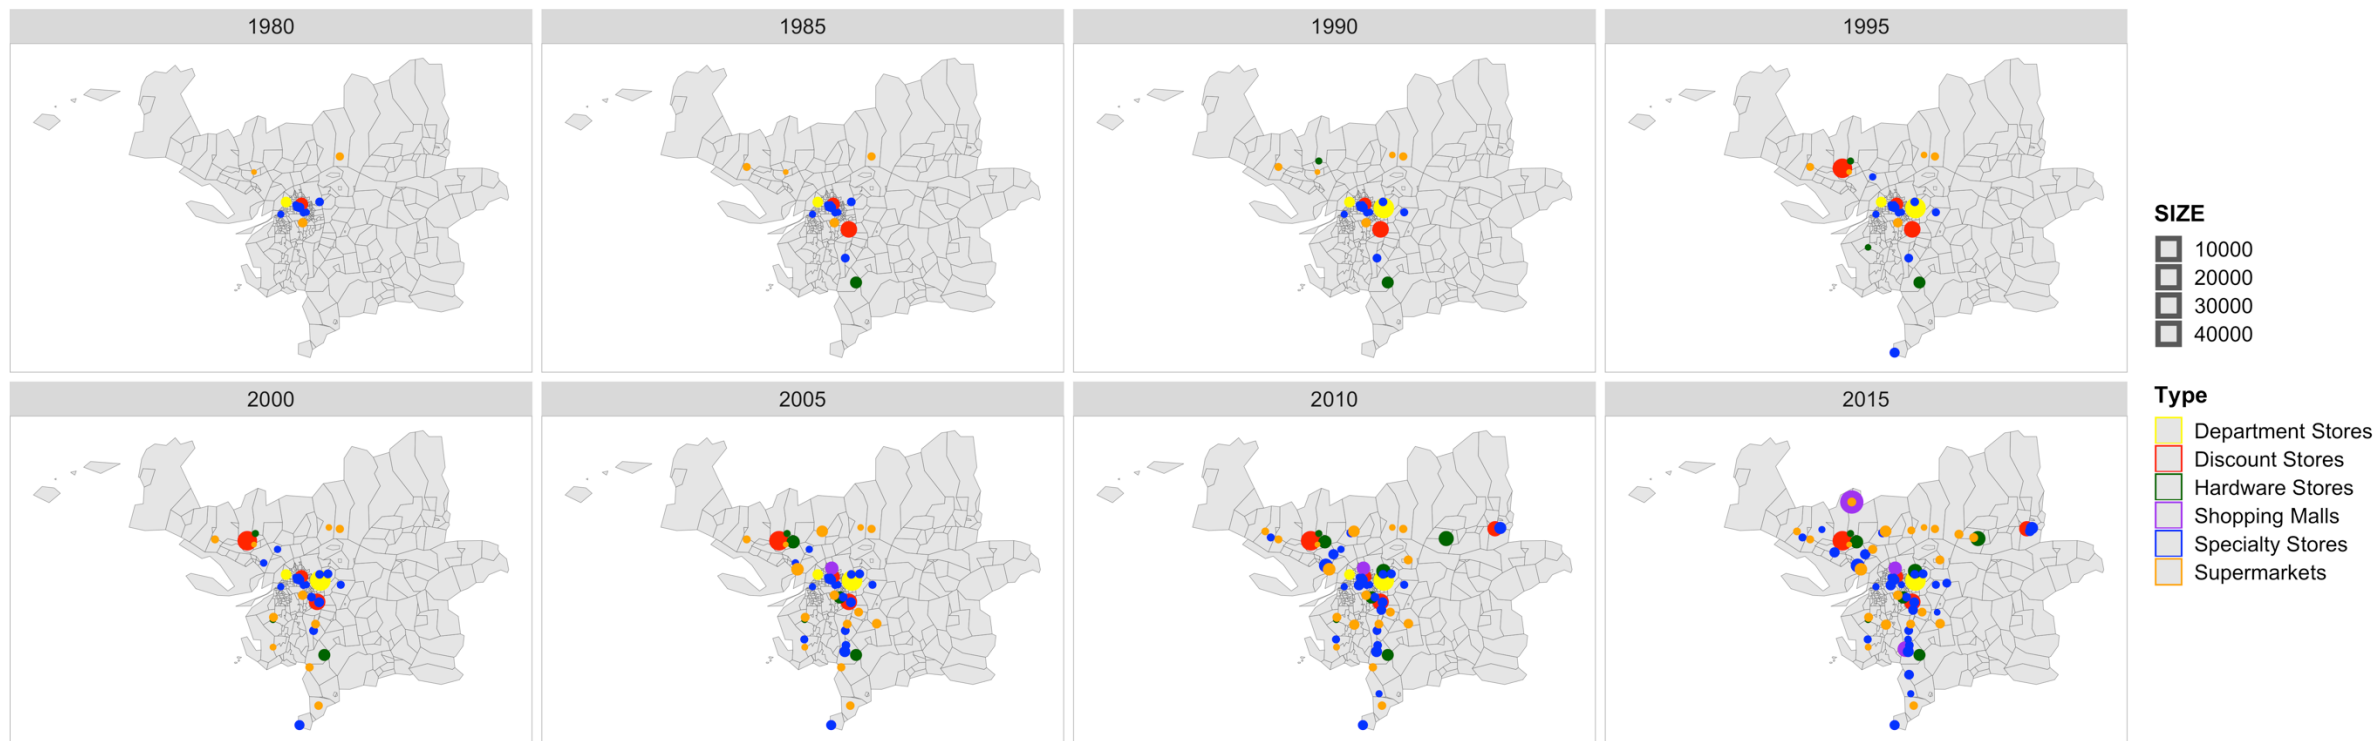 1980
1985
1990
1995
2000
2005
2010
2015
SIZE
10000
20000
30000
40000
Type
Department Stores
Discount Stores
Hardware Stores
Shopping Malls
Specialty Stores
Supermarkets